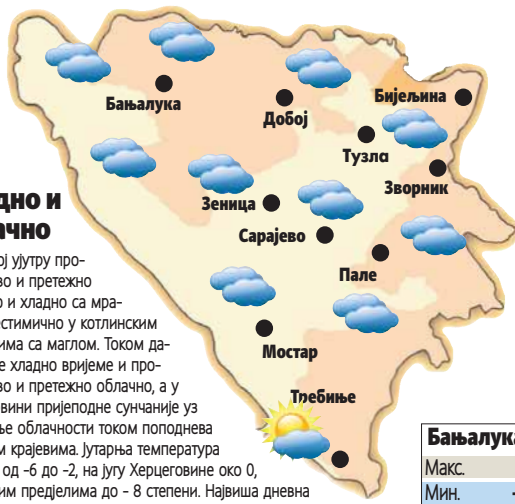 Бањалука
Добој
Бијељина
Тузла
Зворник
Зеница
Сарајево
Пале
Мостар
Требиње
дно и
чно
ој ујутру про-
во и претежно
о и хладно са мра-
естимично у котлинским
има са маглом. Током да-
е хладно вријеме и про-
во и претежно облачно, а у
овини пријеподне сунчаније уз
ње облачности током поподнева
м крајевима. Јутарња температура
од -6 до -2, на југу Херцеговине око 0,
им предјелима до - 8 степени. Највиша дневна
Бањалука
Макс.
Мин.